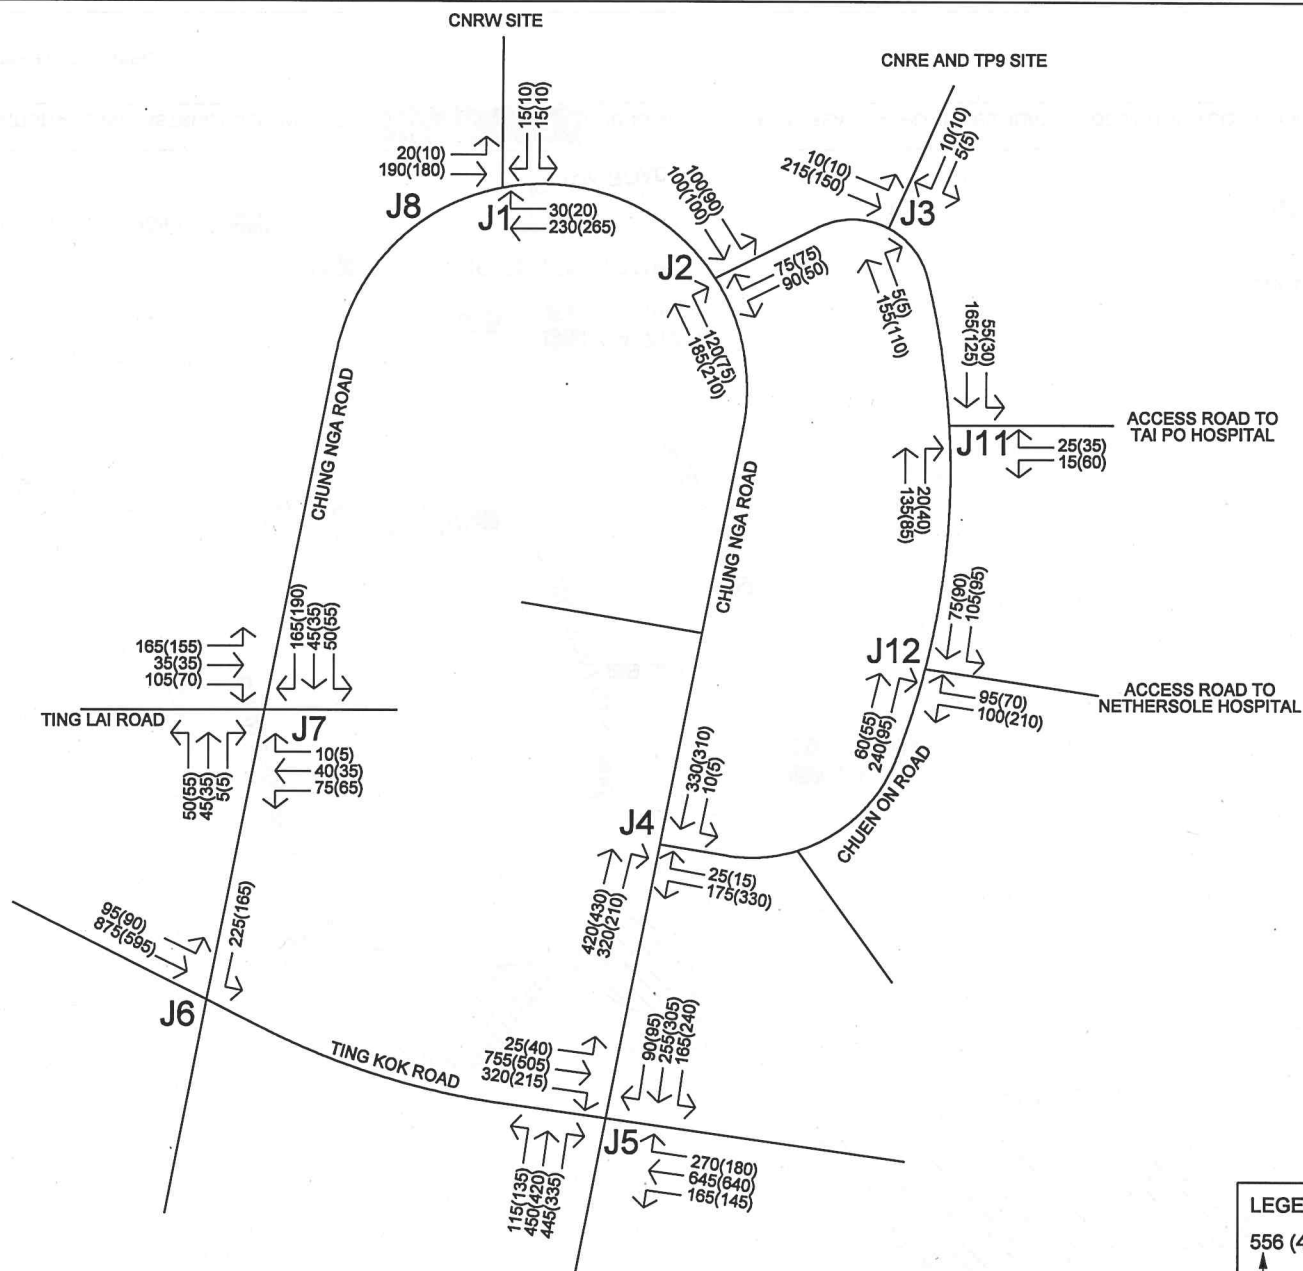 CNRW SITE
CNRE AND TP9 SITE
15(10)
15(10)
20(10)
190(180)
J8
J1
30(20)
230(265)
100(90)
100(100)
J2
75(75)
90(50)
120(75)
185(210)
10(10)
215(150)
10(10)
5(5)
J3
5(5)
155(110)
55(30)
165(125)
ACCESS ROAD TO
TAI PO HOSPITAL
J11
25(35)
15(60)
20(40)
135(85)
CHUNG NGA ROAD
CHUNG NGA ROAD
75(90)
105(95)
J12
ACCESS ROAD TO
NETHERSOLE HOSPITAL
95(70)
100(210)
60(55)
240(95)
CHUEN ON ROAD
165(190)
45(35)
50(55)
165(155)
35(35)
105(70)
TING LAI ROAD
J7
10(5)
40(35)
75(65)
50(55)
45(35)
5(5)
330(310)
10(5)
J4
25(15)
175(330)
420(430)
320(210)
95(90)
875(595)
225(165)
J6
TING KOK ROAD
25(40)
755(505)
320(215)
90(95)
255(305)
165(240)
J5
270(180)
645(640)
165(145)
115(135)
450(420)
445(335)
LEGE
556 (4